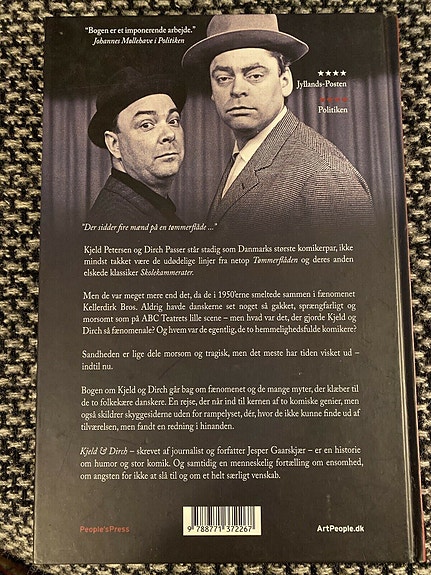 "Bogen er et imponerende arbejde."
Johannes Møllehave i Politiken
★★★★
Jyllands-Posten
Politiken
"Der sidder fire mænd på en tømmerflåde ..."
Kjeld Petersen og Dirch Passer står stadig som Danmarks største komikerpar, ikke
mindst takket være de udødelige linjer fra netop Tømmerflåden og deres anden
elskede klassiker Skolekammerater.
Men de var meget mere end det, da de i 1950'erne smeltede sammen i fænomenet
Kellerdirk Bros. Aldrig havde danskerne set noget så gakket, sprængfarligt og
morsomt som på ABC Teatrets lille scene – men hvad var det, der gjorde Kjeld og
Dirch så fænomenale? Og hvem var de egentlig, de to hemmelighedsfulde komikere?
Sandheden er lige dele morsom og tragisk, men det meste har tiden visket ud –
indtil nu.
Bogen om Kjeld og Dirch går bag om fænomenet og de mange myter, der klæber til
de to folkekære danskere. En rejse, der når ind til kernen af to komiske genier, men
også skildrer skyggesiderne uden for rampelyset, dér, hvor de ikke kunne finde ud af
tilværelsen, men fandt en redning i hinanden.
Kjeld & Dirch – skrevet af journalist og forfatter Jesper Gaarskjær – er en historie
om humor og stor komik. Og samtidig en menneskelig fortælling om ensomhed,
om angsten for ikke at slå til og om et helt særligt venskab.
People'sPress
9 788771 372267
ArtPeople.dk